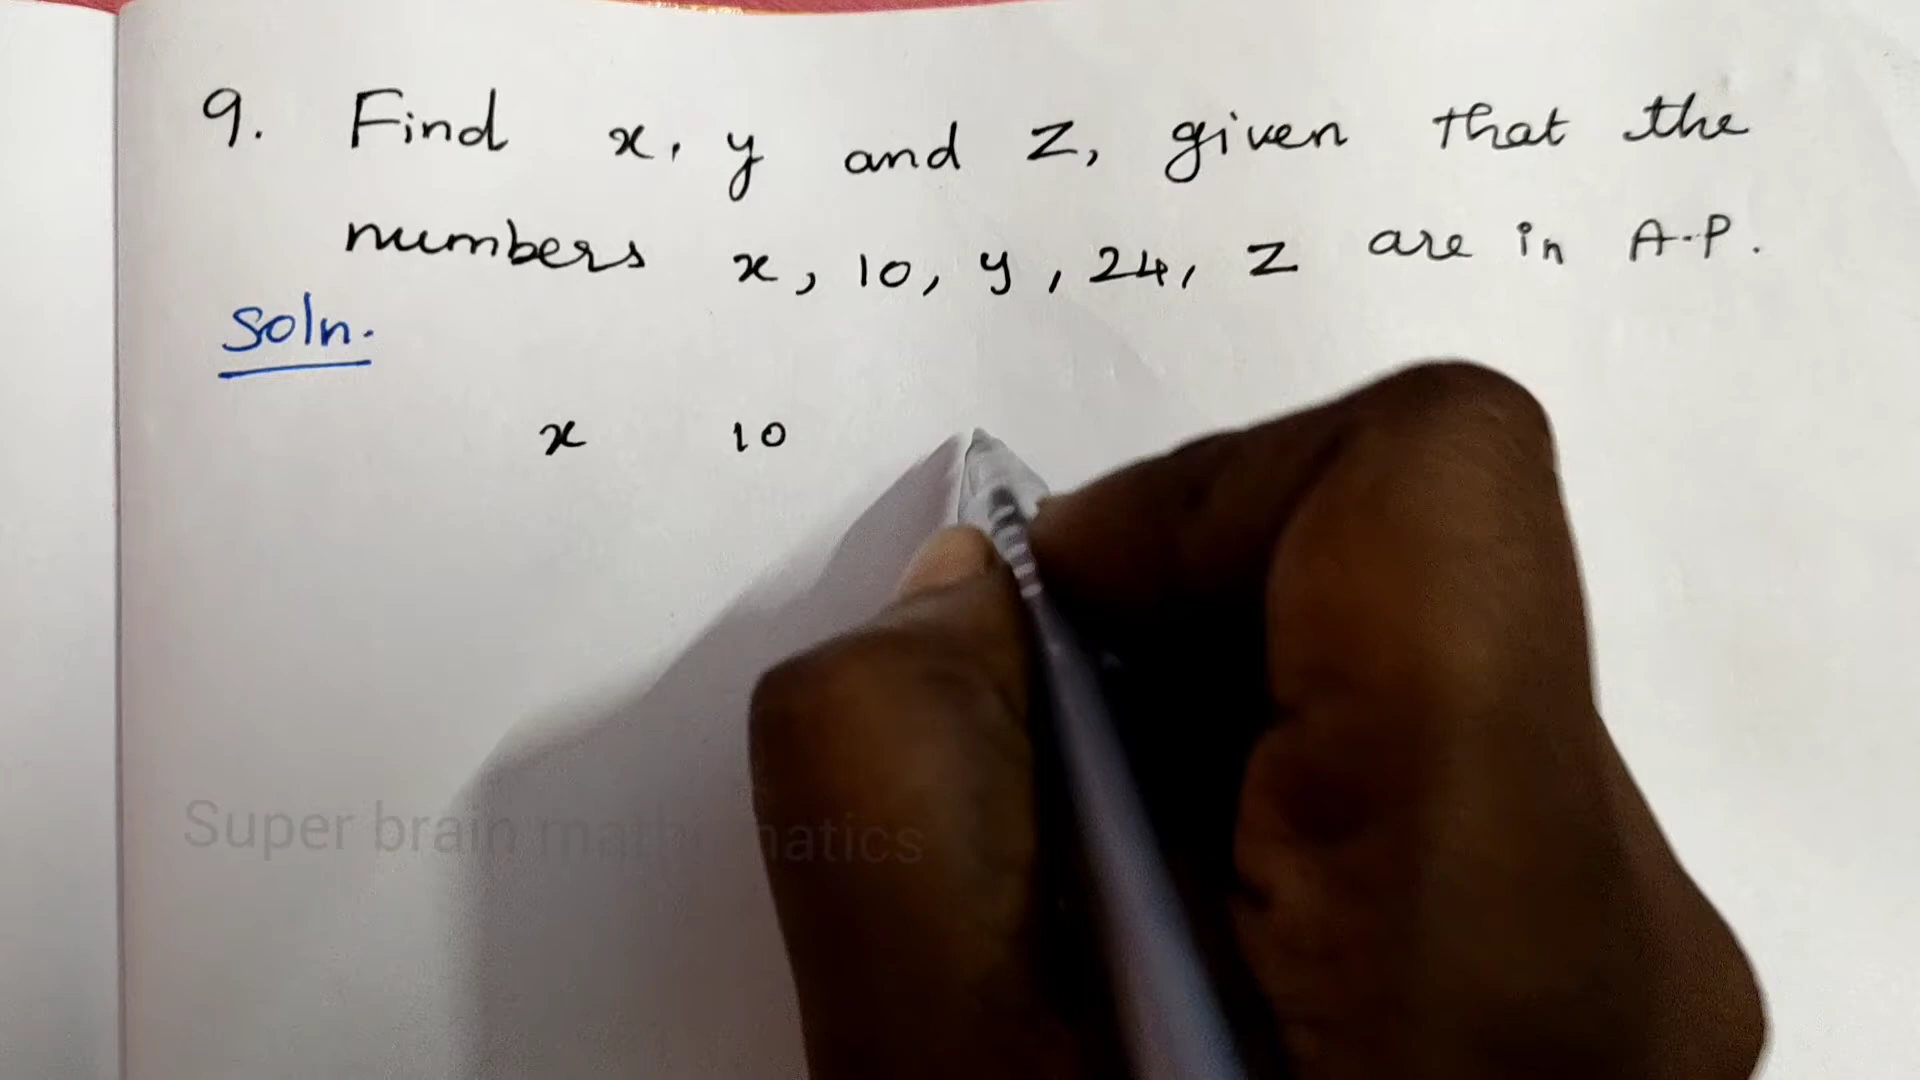 9. Find x, y and z, given that the
numbers x, 10, y, 24, z are in A.P.
Soln.
x 10
Super brain mathematics